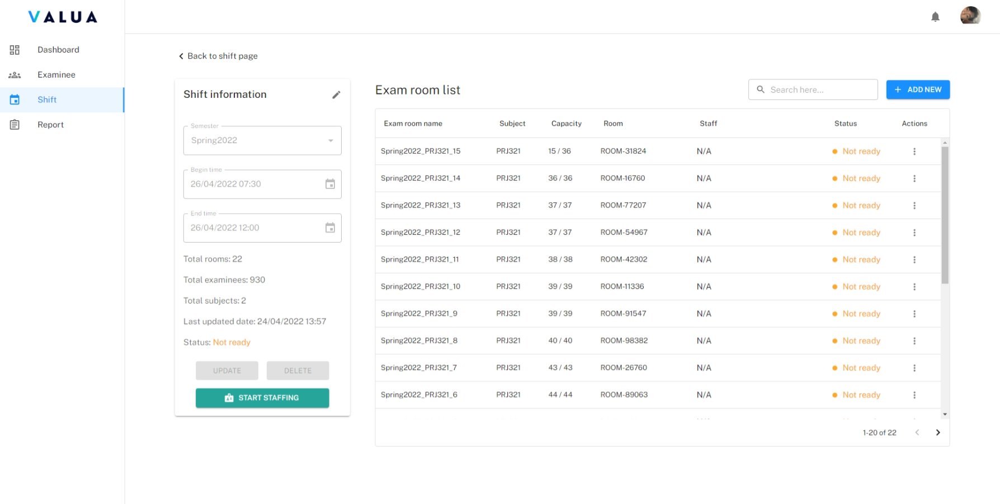 VALUA
Dashboard
Examinee
Shift
Report
Back to shift page
Shift information
Semester
Spring2022
Begin time
26/04/2022 07:30
End time
26/04/2022 12:00
Total rooms: 22
Total examinees: 930
Total subjects: 2
Last updated date: 24/04/2022 13:57
Status: Not ready
UPDATE DELETE
START STAFFING
Exam room list
Search here...
ADD NEW
Exam room name Subject Capacity Room Staff Status Actions
Spring2022_PRJ321_15 PRJ321 15 / 36 ROOM-31824 N/A Not ready
Spring2022_PRJ321_14 PRJ321 36 / 36 ROOM-16760 N/A Not ready
Spring2022_PRJ321_13 PRJ321 37 / 37 ROOM-77207 N/A Not ready
Spring2022_PRJ321_12 PRJ321 37 / 37 ROOM-54967 N/A Not ready
Spring2022_PRJ321_11 PRJ321 38 / 38 ROOM-42302 N/A Not ready
Spring2022_PRJ321_10 PRJ321 39 / 39 ROOM-11336 N/A Not ready
Spring2022_PRJ321_9 PRJ321 39 / 39 ROOM-91547 N/A Not ready
Spring2022_PRJ321_8 PRJ321 40 / 40 ROOM-98382 N/A Not ready
Spring2022_PRJ321_7 PRJ321 43 / 43 ROOM-26760 N/A Not ready
Spring2022_PRJ321_6 PRJ321 44 / 44 ROOM-89063 N/A Not ready
1-20 of 22